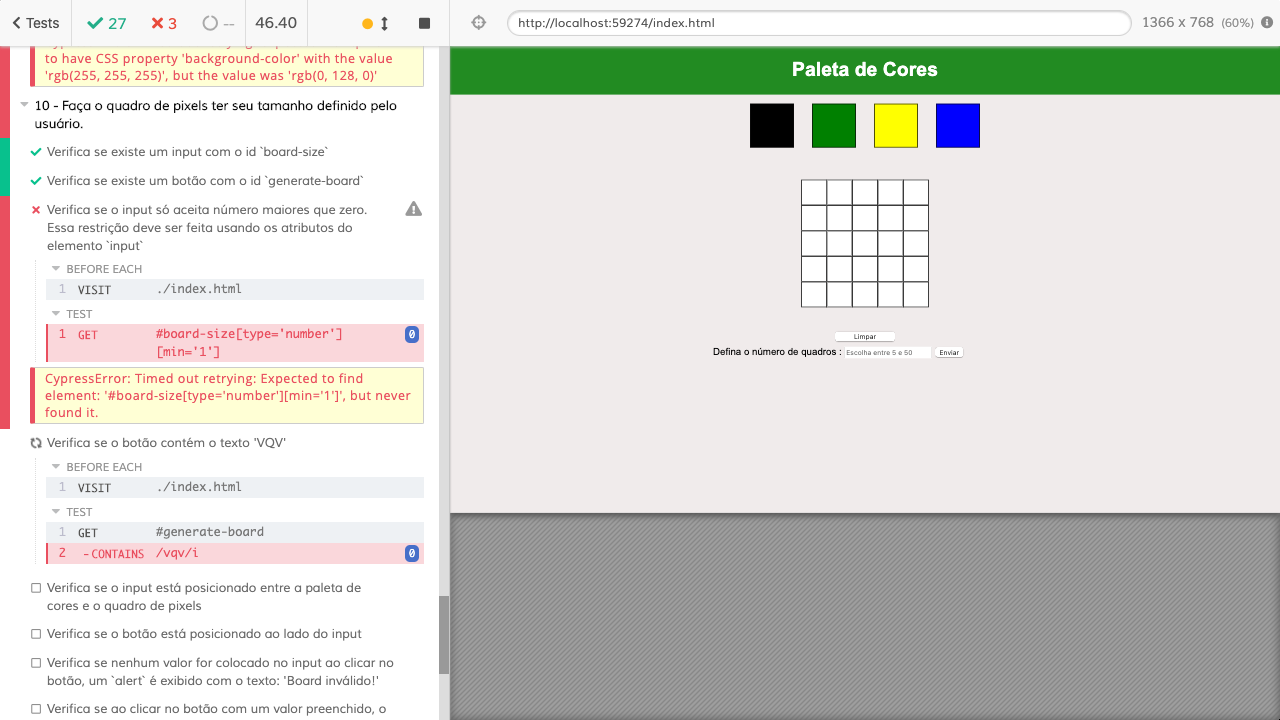 Tests
27
3
--
46.40
http://localhost:59274/index.html
1366 x 768 (60%)
to have CSS property 'background-color' with the value
'rgb(255, 255, 255)', but the value was 'rgb(0, 128, 0)'
10 - Faça o quadro de pixels ter seu tamanho definido pelo
usuário.
Verifica se existe um input com o id `board-size`
Verifica se existe um botão com o id `generate-board`
Verifica se o input só aceita número maiores que zero.
Essa restrição deve ser feita usando os atributos do
elemento `input`
BEFORE EACH
1 VISIT ./index.html
TEST
1 GET #board-size[type='number']
[min='1'] 0
CypressError: Timed out retrying: Expected to find
element: '#board-size[type='number'][min='1']', but never
found it.
Verifica se o botão contém o texto 'VQV'
BEFORE EACH
1 VISIT ./index.html
TEST
1 GET #generate-board
2 -CONTAINS /vqv/i 0
Verifica se o input está posicionado entre a paleta de
cores e o quadro de pixels
Verifica se o botão está posicionado ao lado do input
Verifica se nenhum valor for colocado no input ao clicar no
botão, um `alert` é exibido com o texto: 'Board inválido!'
Verifica se ao clicar no botão com um valor preenchido, o
Paleta de Cores
Limpar
Defina o número de quadros : Escolha entre 5 e 50 Enviar